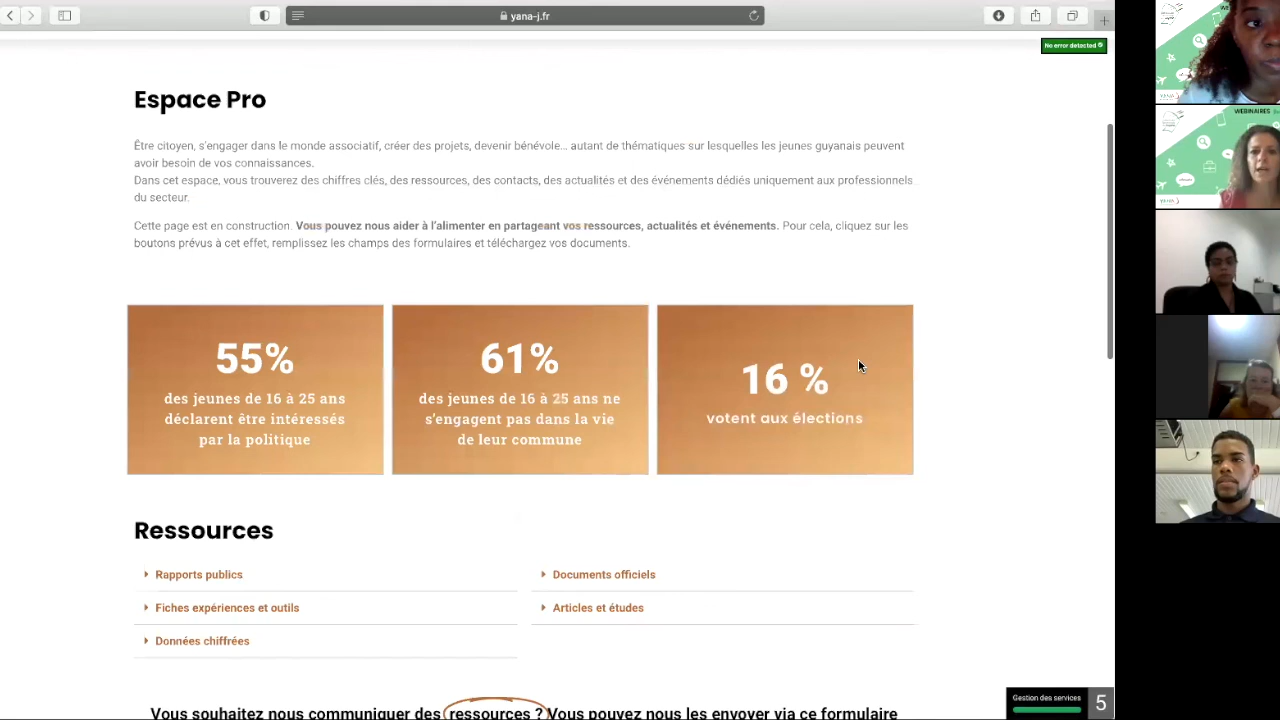 yana-j.fr
No error detected
Espace Pro
Être citoyen, s'engager dans le monde associatif, créer des projets, devenir bénévole... autant de thématiques sur lesquelles les jeunes guyanais peuvent
avoir besoin de vos connaissances.
Dans cet espace, vous trouverez des chiffres clés, des ressources, des contacts, des actualités et des événements dédiés uniquement aux professionnels
du secteur.
Cette page est en construction. Vous pouvez nous aider à l'alimenter en partageant vos ressources, actualités et événements. Pour cela, cliquez sur les
boutons prévus à cet effet, remplissez les champs des formulaires et téléchargez vos documents.
55%
des jeunes de 16 à 25 ans
déclarent être intéressés
par la politique
61%
des jeunes de 16 à 25 ans ne
s'engagent pas dans la vie
de leur commune
16 %
votent aux élections
Ressources
Rapports publics
Fiches expériences et outils
Données chiffrées
Documents officiels
Articles et études
Vous souhaitez nous communiquer des ressources ? Vous pouvez nous les envoyer via ce formulaire
Gestion des services
5
WEBINAIRES